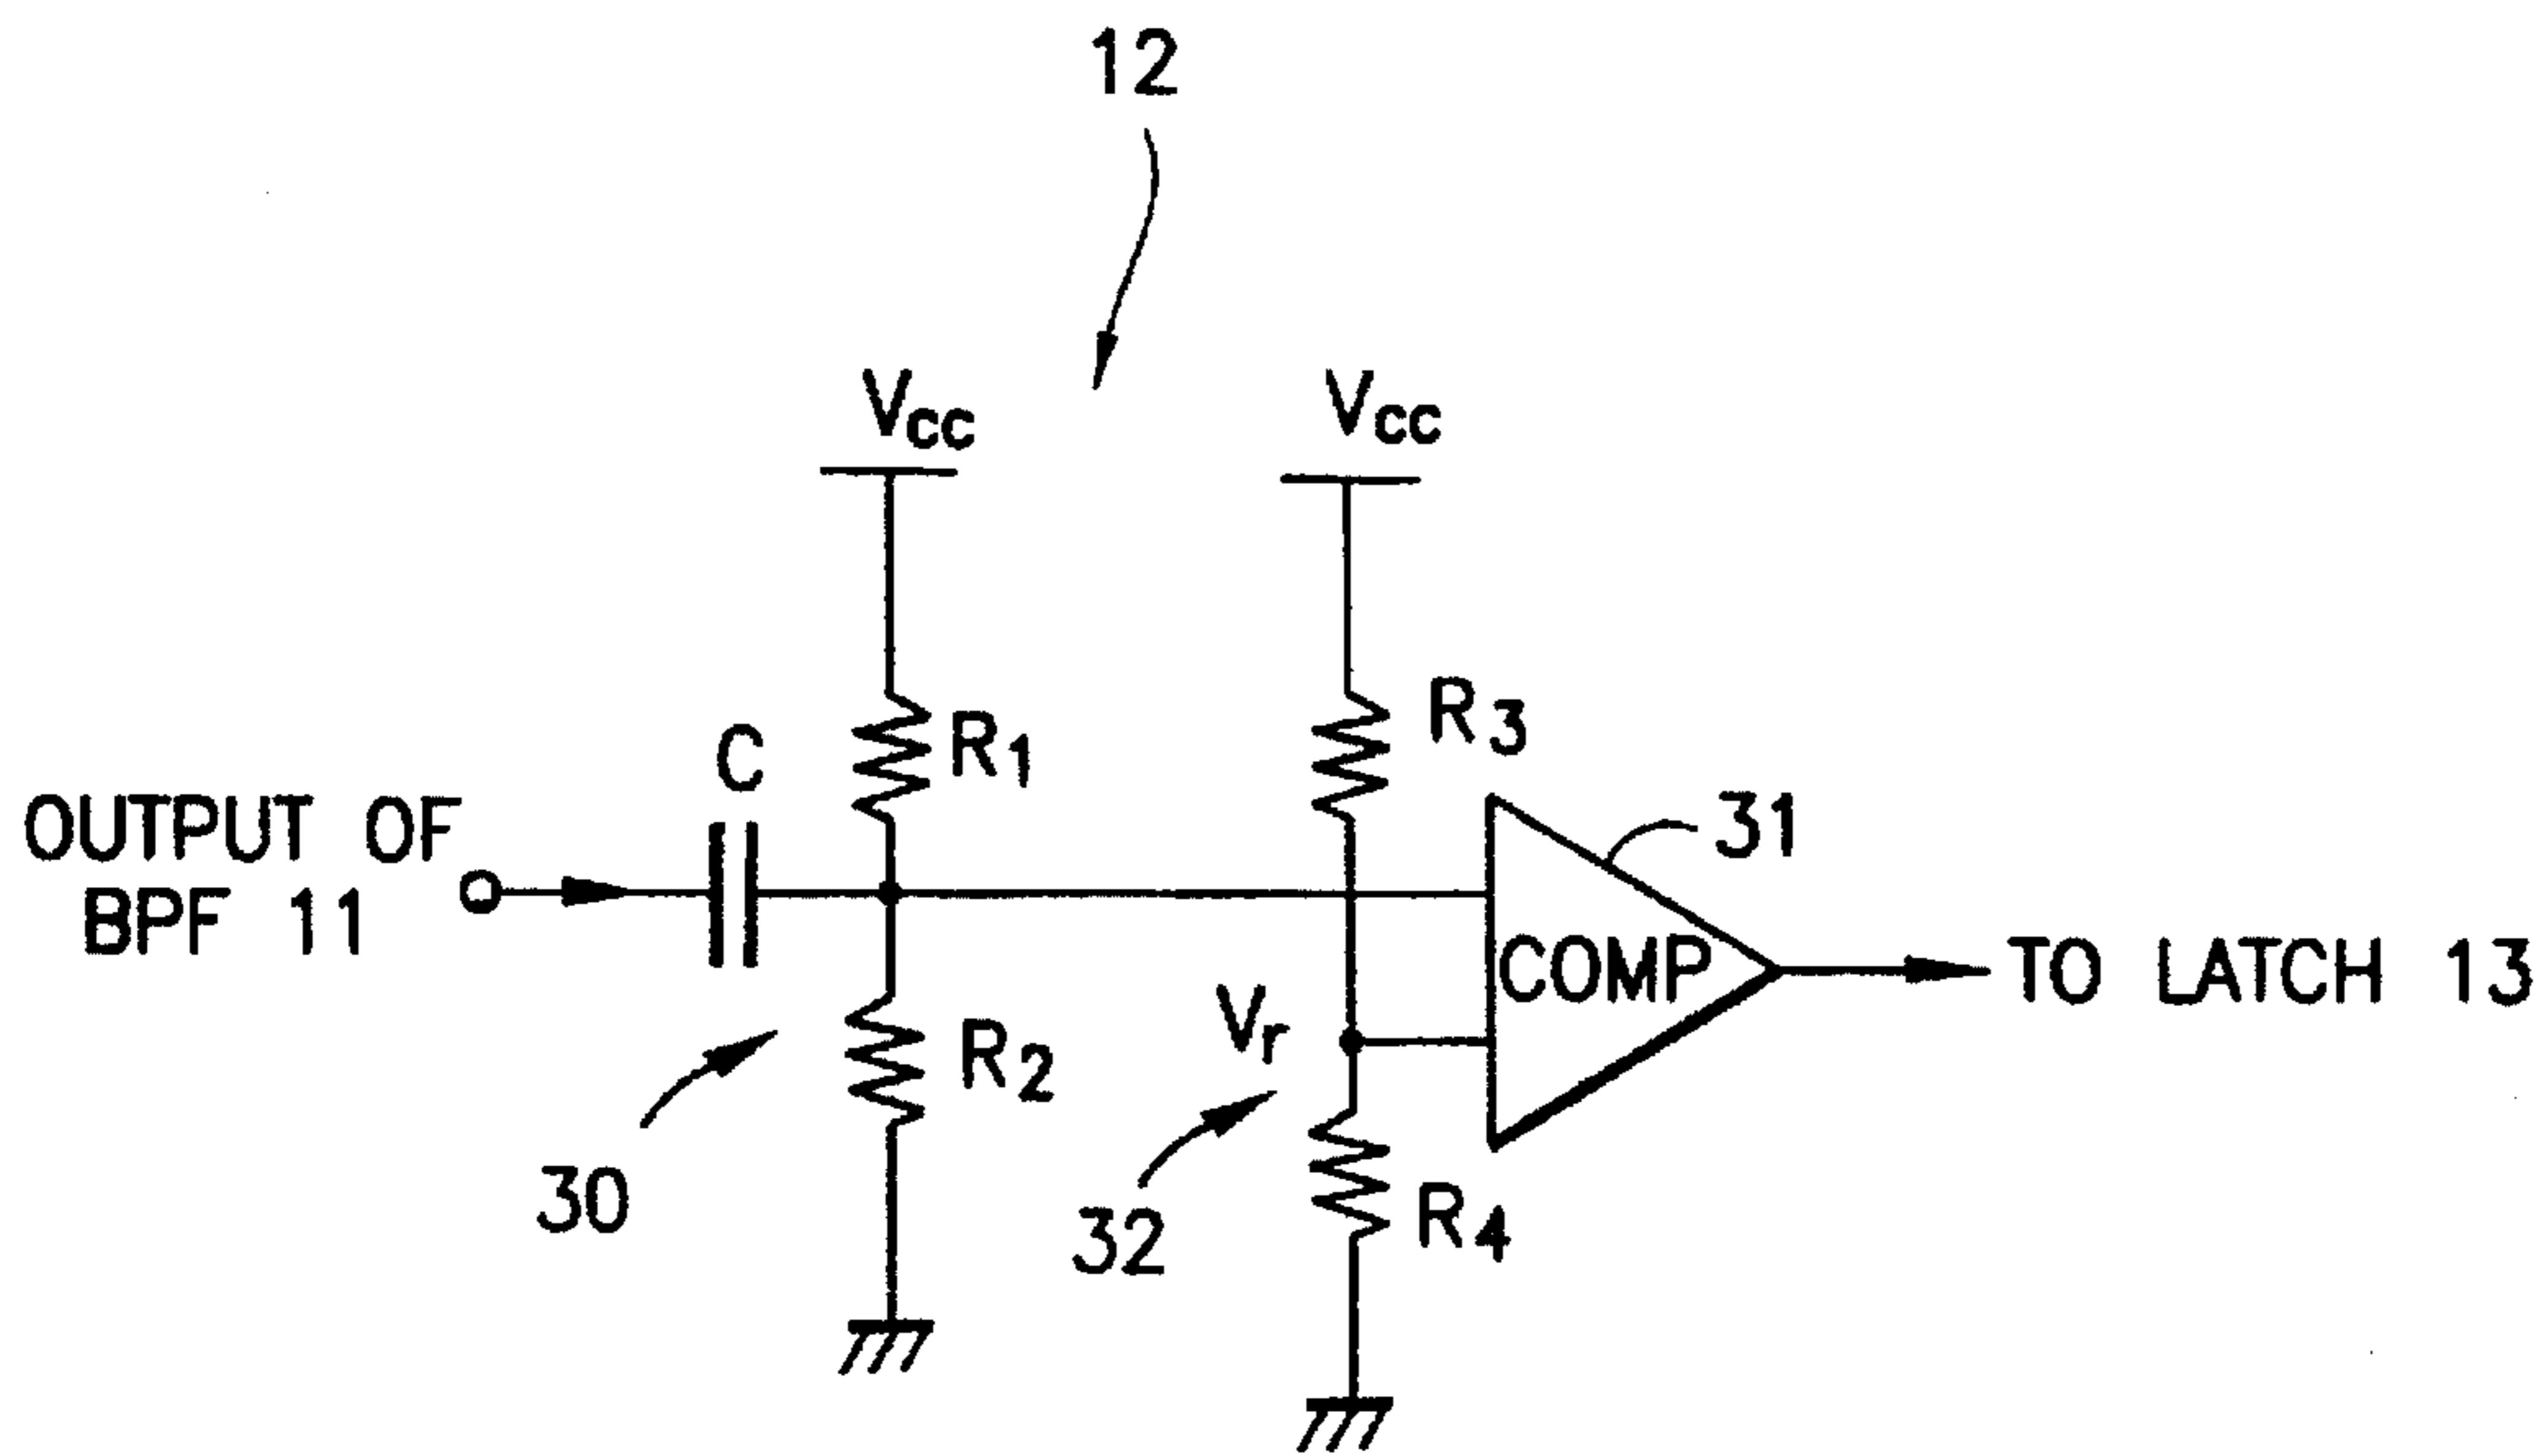 12
Vcc
Vcc
R1
R3
C
OUTPUT OF
BPF 11
31
COMP
TO LATCH 13
Vr
R2
30
32
R4